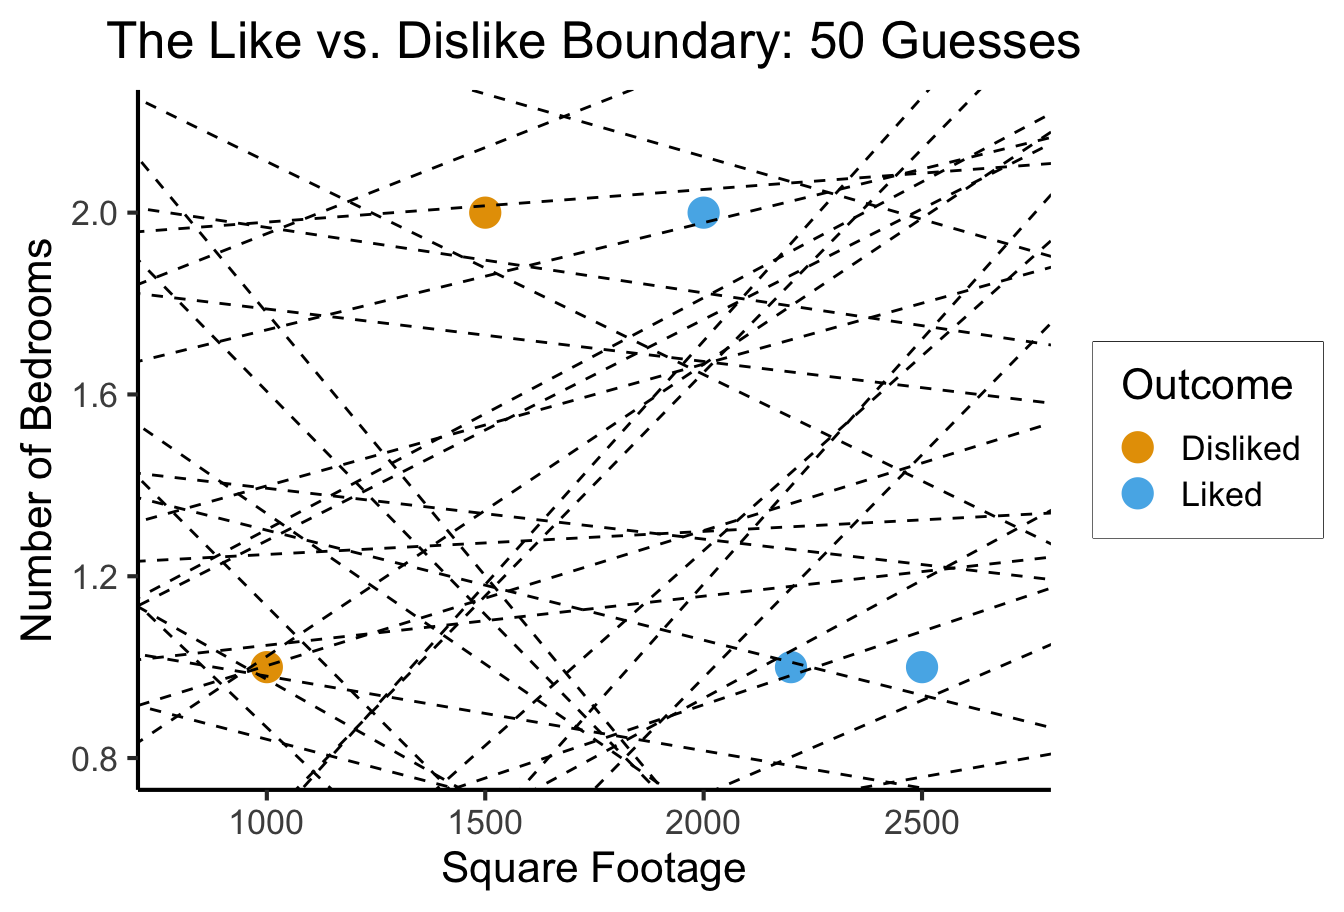 The Like vs. Dislike Boundary: 50 Guesses
Number of Bedrooms
2.0
1.6
1.2
0.8
1000 1500 2000 2500
Square Footage
Outcome
Disliked
Liked